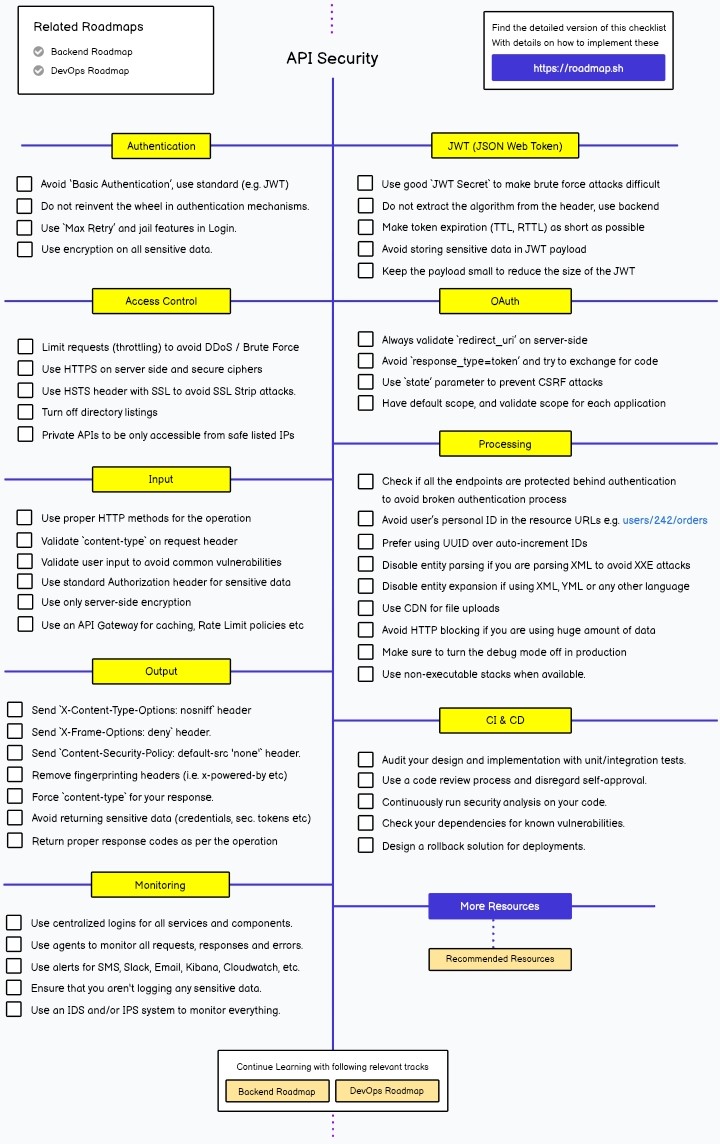 Related Roadmaps
Backend Roadmap
DevOps Roadmap
API Security
Find the detailed version of this checklist
With details on how to implement these
https://roadmap.sh
Authentication
Avoid 'Basic Authentication', use standard (e.g. JWT)
Do not reinvent the wheel in authentication mechanisms.
Use `Max Retry` and jail features in Login.
Use encryption on all sensitive data.
JWT (JSON Web Token)
Use good `JWT Secret` to make brute force attacks difficult
Do not extract the algorithm from the header, use backend
Make token expiration (TTL, RTTL) as short as possible
Avoid storing sensitive data in JWT payload
Keep the payload small to reduce the size of the JWT
Access Control
Limit requests (throttling) to avoid DDoS / Brute Force
Use HTTPS on server side and secure ciphers
Use HSTS header with SSL to avoid SSL Strip attacks.
Turn off directory listings
Private APIs to be only accessible from safe listed IPs
OAuth
Always validate `redirect_uri` on server-side
Avoid `response_type=token` and try to exchange for code
Use `state` parameter to prevent CSRF attacks
Have default scope, and validate scope for each application
Input
Use proper HTTP methods for the operation
Validate `content-type` on request header
Validate user input to avoid common vulnerabilities
Use standard Authorization header for sensitive data
Use only server-side encryption
Use an API Gateway for caching, Rate Limit policies etc
Processing
Check if all the endpoints are protected behind authentication
to avoid broken authentication process
Avoid user's personal ID in the resource URLs e.g. users/242/orders
Prefer using UUID over auto-increment IDs
Disable entity parsing if you are parsing XML to avoid XXE attacks
Disable entity expansion if using XML, YML or any other language
Use CDN for file uploads
Avoid HTTP blocking if you are using huge amount of data
Make sure to turn the debug mode off in production
Use non-executable stacks when available.
Output
Send `X-Content-Type-Options: nosniff` header
Send `X-Frame-Options: deny` header.
Send `Content-Security-Policy: default-src 'none'` header.
Remove fingerprinting headers (i.e. x-powered-by etc)
Force `content-type` for your response.
Avoid returning sensitive data (credentials, sec. tokens etc)
Return proper response codes as per the operation
CI & CD
Audit your design and implementation with unit/integration tests.
Use a code review process and disregard self-approval.
Continuously run security analysis on your code.
Check your dependencies for known vulnerabilities.
Design a rollback solution for deployments.
Monitoring
Use centralized logins for all services and components.
Use agents to monitor all requests, responses and errors.
Use alerts for SMS, Slack, Email, Kibana, Cloudwatch, etc.
Ensure that you aren't logging any sensitive data.
Use an IDS and/or IPS system to monitor everything.
More Resources
Recommended Resources
Continue Learning with following relevant tracks
Backend Roadmap
DevOps Roadmap